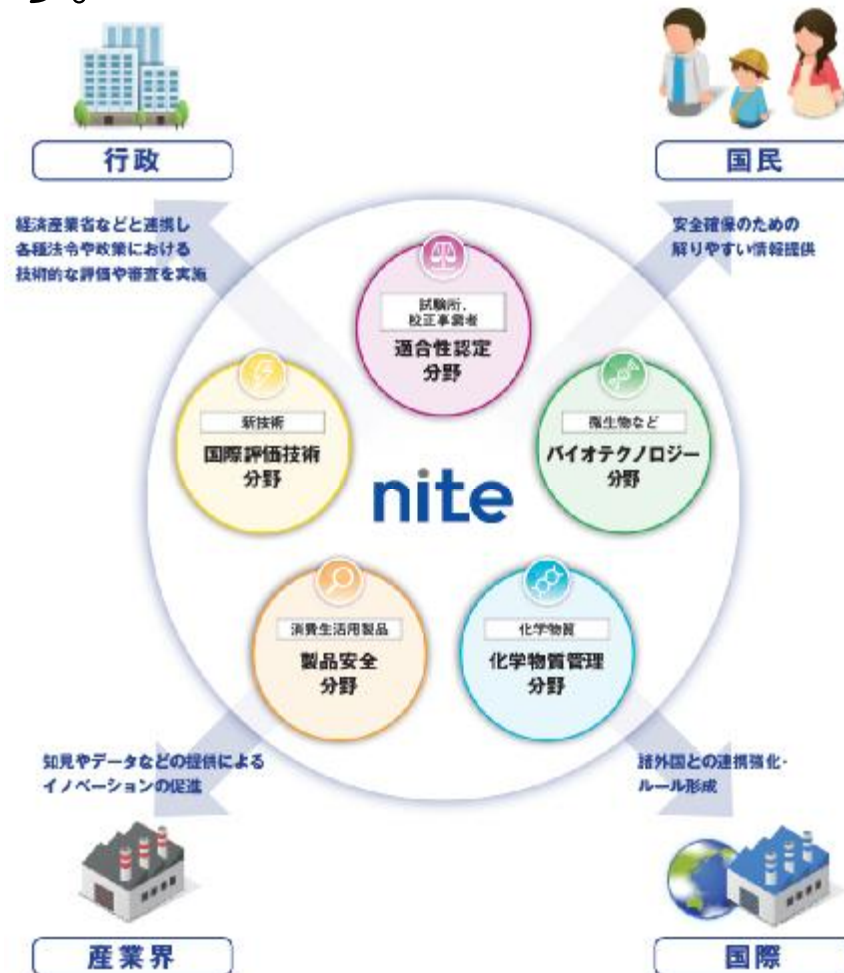 す。
行政
国民
経済産業省などと連携し
各種法令や政策における
技術的な評価や審査を実施
安全確保のための
解りやすい情報提供
試験所、
校正事業者
適合性認定
分野
新技術
国際評価技術
分野
微生物など
バイオテクノロジー
分野
nite
消費生活用製品
製品安全
分野
化学物質
化学物質管理
分野
知見やデータなどの提供による
イノベーションの促進
諸外国との連携強化・
ルール形成
産業界
国際